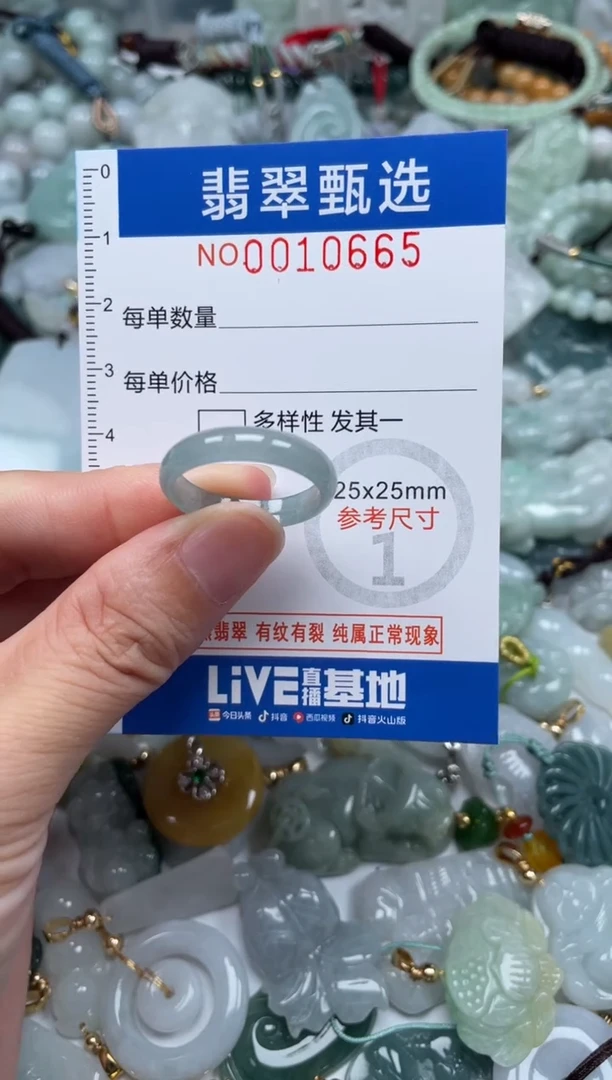 翡翠甄选
NO.0010665
0
1
2
3
4
每单数量
每单价格
多样性 发其一
25x25mm
参考尺寸
1
翡翠 有纹有裂 纯属正常现象
LiVE直播基地
今日头条 抖音 西瓜视频 抖音火山版